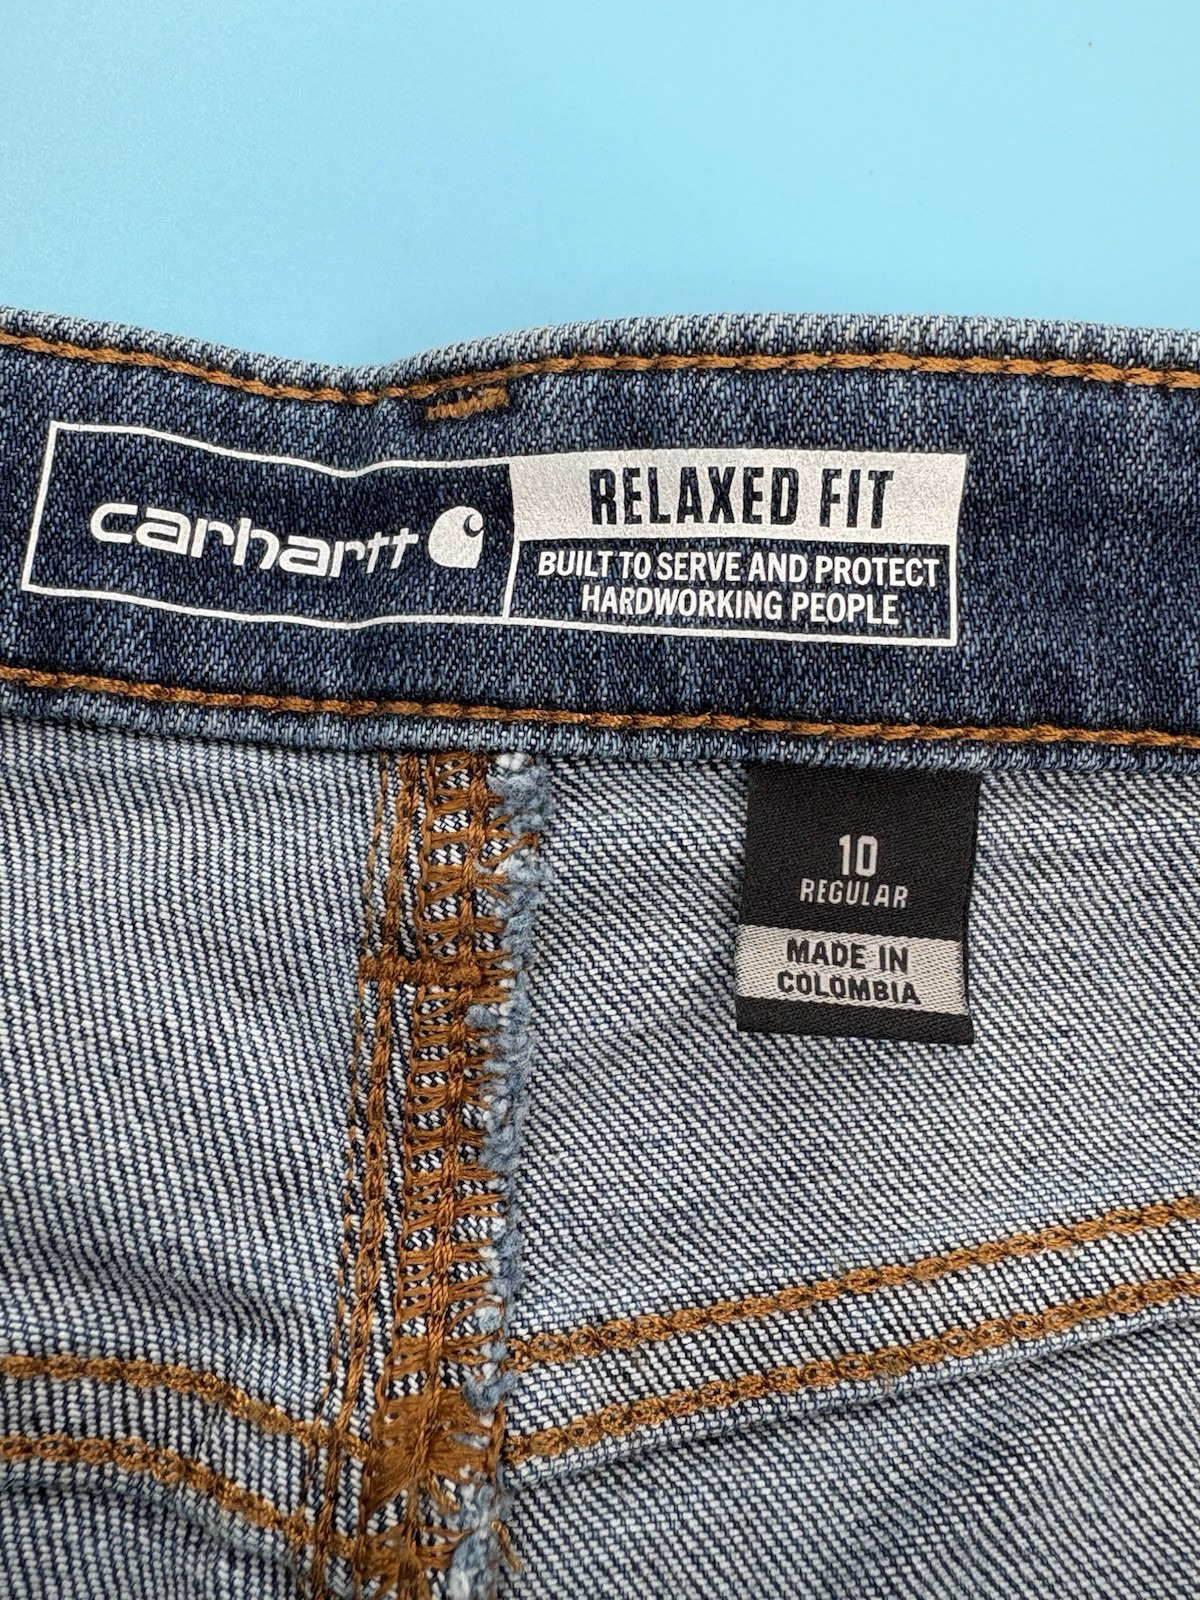 carhartt
RELAXED FIT
BUILT TO SERVE AND PROTECT
HARDWORKING PEOPLE
10
REGULAR
MADE IN
COLOMBIA